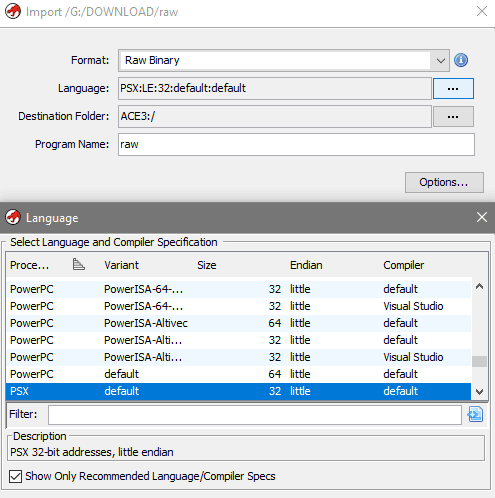 Import /G:/DOWNLOAD/raw
Format: Raw Binary
Language: PSX:LE:32:default:default ...
Destination Folder: ACE3:/ ...
Program Name: raw
Options...
Language
Select Language and Compiler Specification
Proce... Variant Size Endian Compiler
PowerPC PowerISA-64-... 32 little default
PowerPC PowerISA-64-... 32 little Visual Studio
PowerPC PowerISA-Altivec 64 little default
PowerPC PowerISA-Alti... 32 little default
PowerPC PowerISA-Alti... 32 little Visual Studio
PowerPC default 64 little default
PSX default 32 little default
Filter:
Description
PSX 32-bit addresses, little endian
Show Only Recommended Language/Compiler Specs